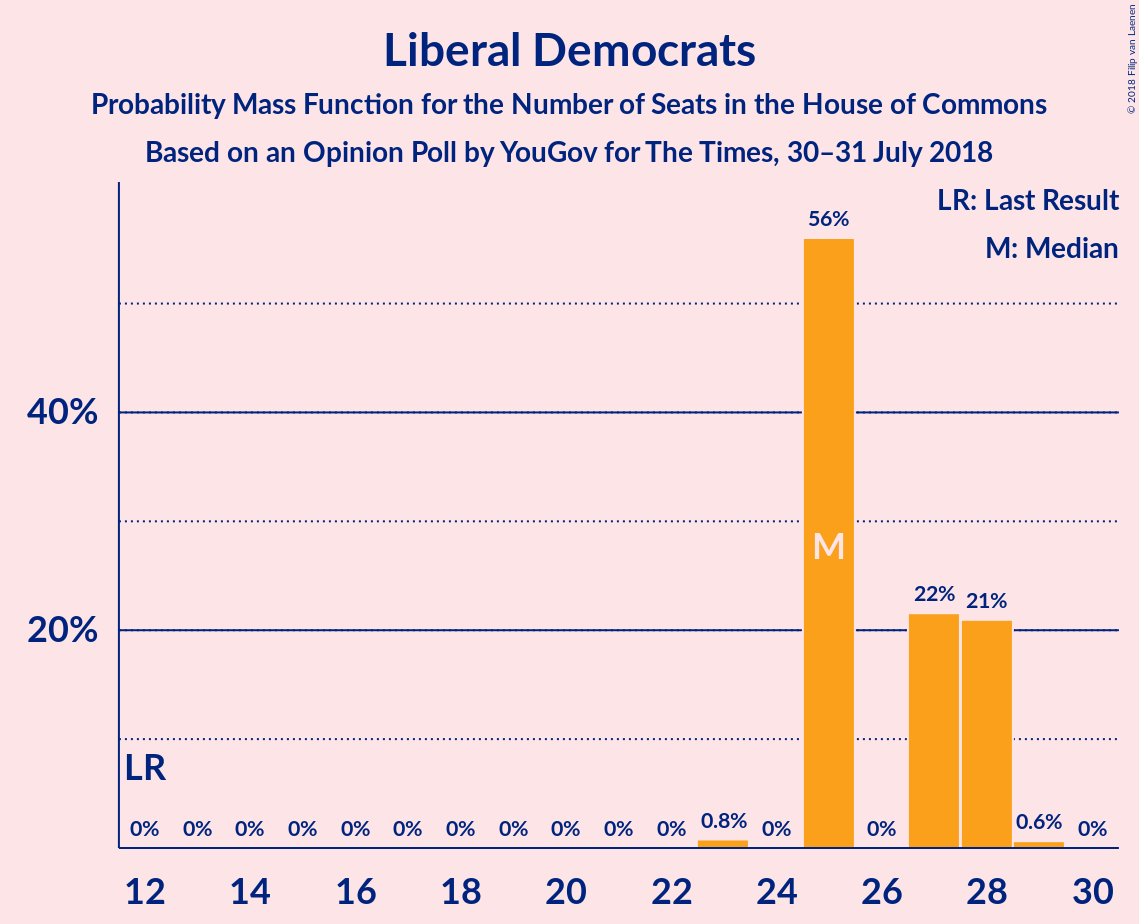 Liberal Democrats
Probability Mass Function for the Number of Seats in the House of Commons
Based on an Opinion Poll by YouGov for The Times, 30–31 July 2018
© 2018 Filip van Laenen
LR: Last Result
M: Median
56%
40%
M
22%
21%
20%
LR
0% 0% 0% 0% 0% 0% 0% 0% 0% 0% 0% 0.8% 0% 0% 0.6% 0%
12 14 16 18 20 22 24 26 28 30